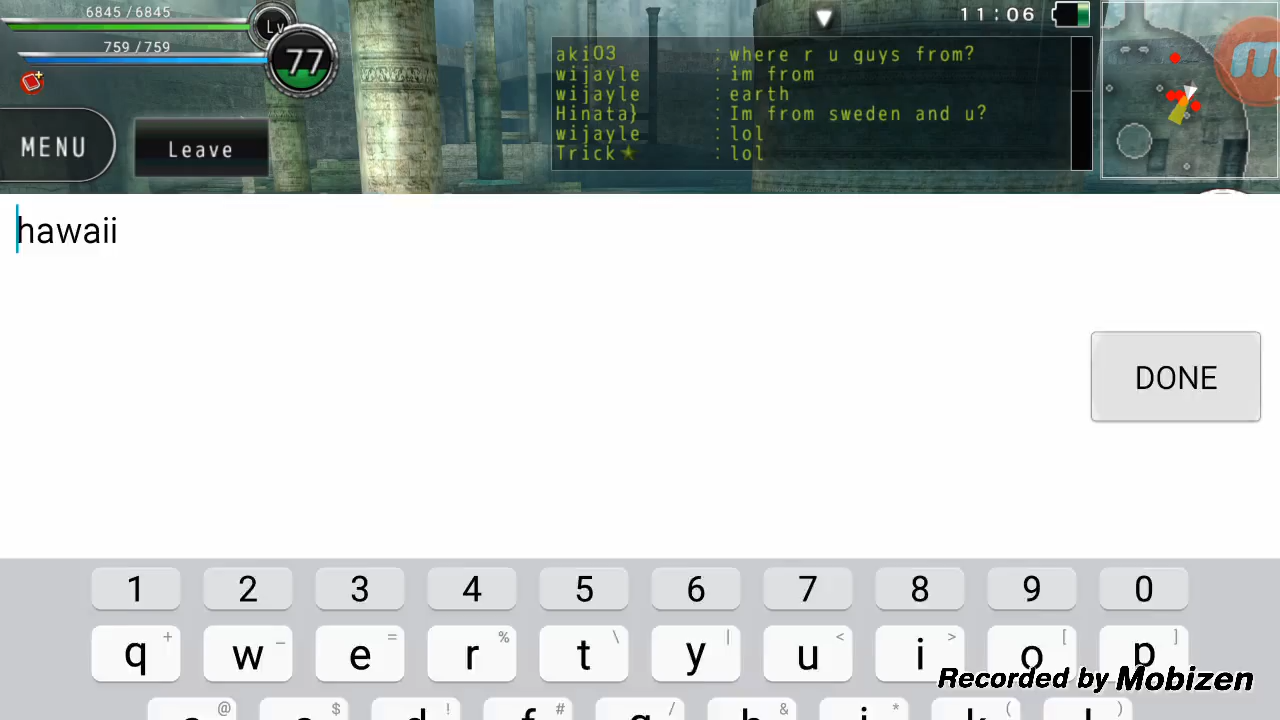 6845 / 6845
Lv
77
759 / 759
MENU
Leave
11:06
aki03 : where r u guys from?
wijayle : im from
wijayle : earth
Hinata} : Im from sweden and u?
wijayle : lol
Trick★ : lol
hawaii
DONE
1 2 3 4 5 6 7 8 9 0
q + w _ e = r % t \ y | u < i > o [ p ]
@ $ ! # & * ( )
Recorded by Mobizen